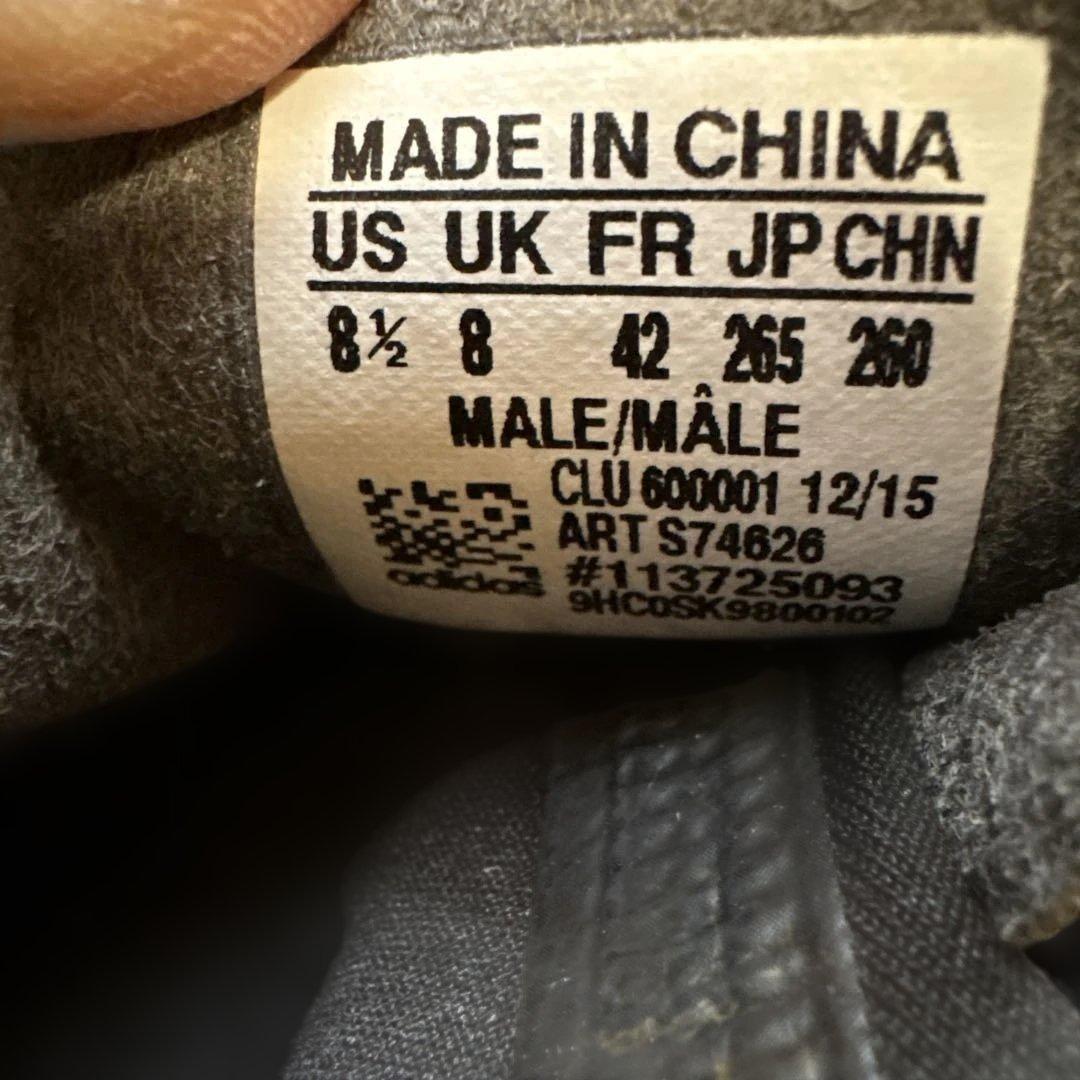 MADE IN CHINA
US UK FR JP CHN
8½ 8 42 265 260
MALE/MÂLE
CLU 600001 12/15
ART S74626
#113725093
9HC0SK9800102
adidas